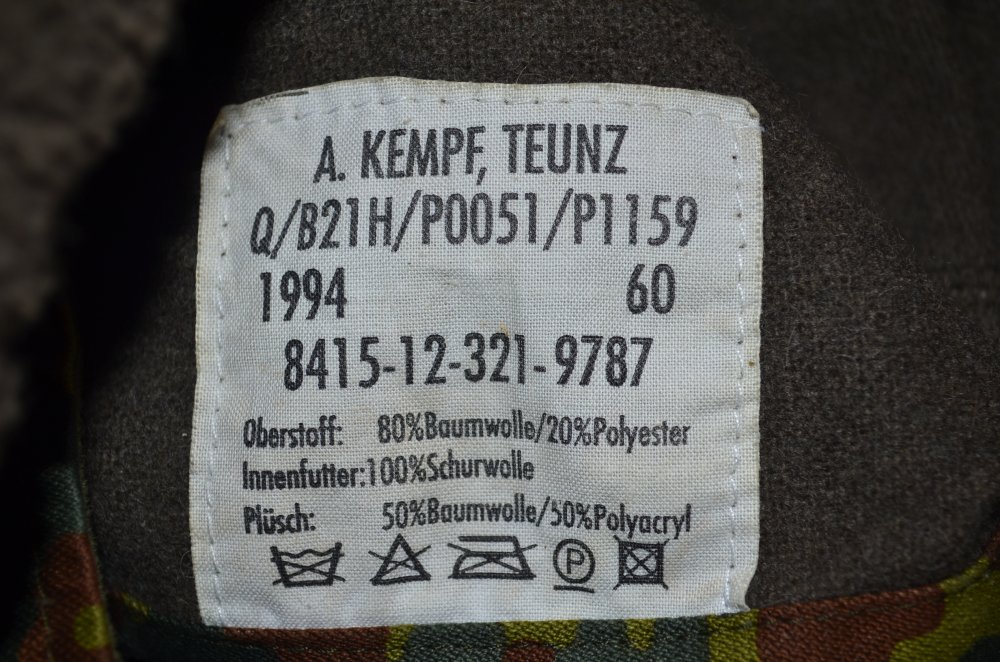 A. KEMPF, TEUNZ
Q/B21H/P0051/P1159
1994 60
8415-12-321-9787
Oberstoff: 80%Baumwolle/20%Polyester
Innenfutter:100%Schurwolle
Plüsch: 50%Baumwolle/50%Polyacryl
P